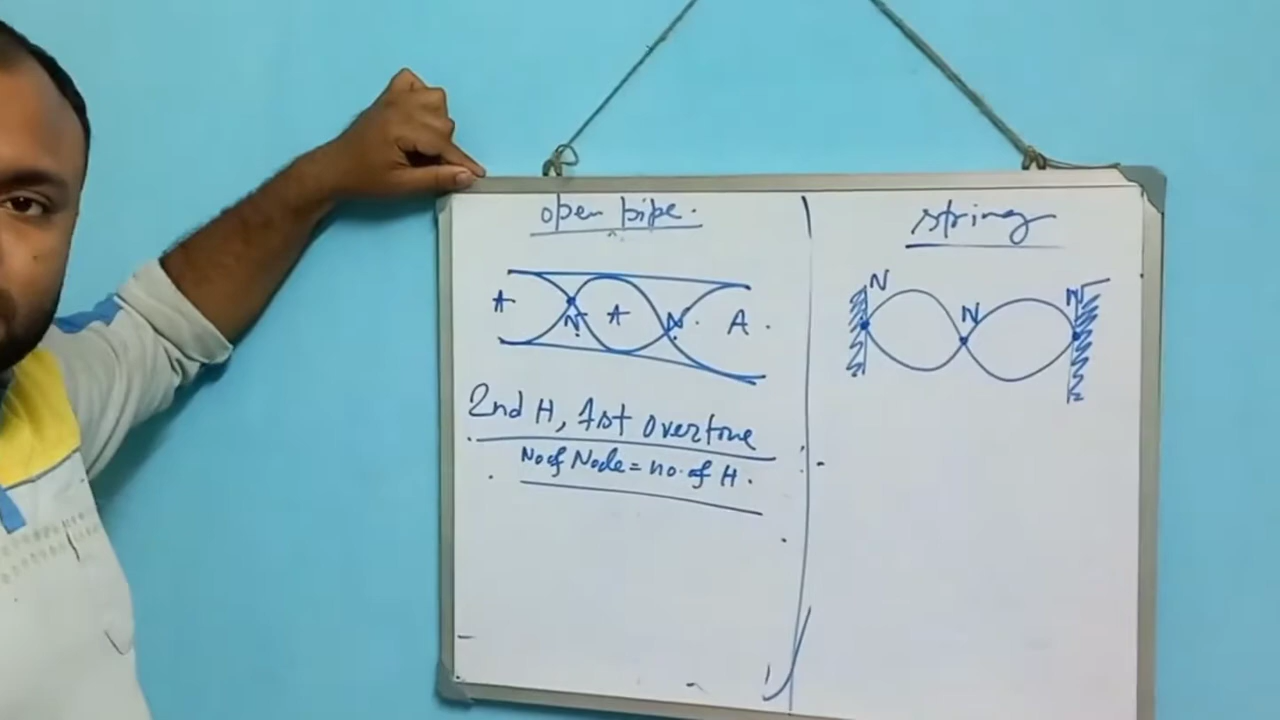 open pipe.
A N A N. A.
2nd H, 1st overtone
No of Node = no. of H.
string
N N N